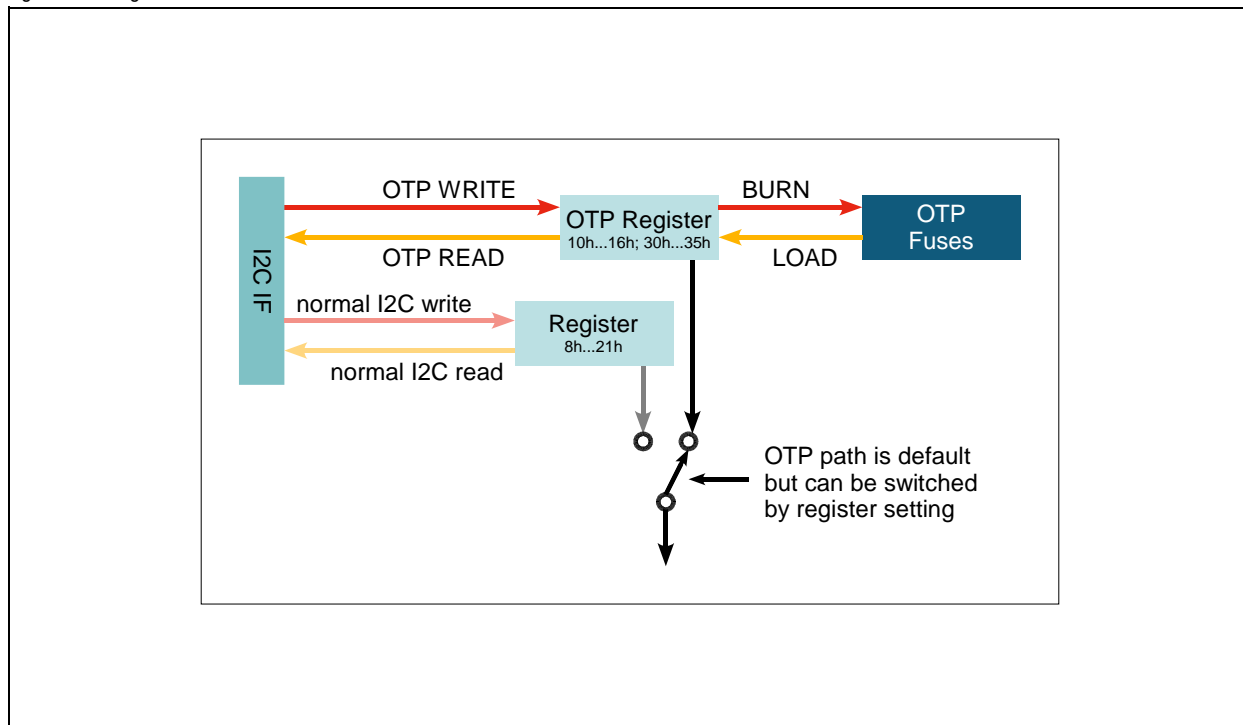 OTP WRITE
BURN
OTP Register
10h...16h; 30h...35h
OTP
Fuses
OTP READ
LOAD
I2C IF
normal I2C write
Register
8h...21h
normal I2C read
OTP path is default
but can be switched
by register setting